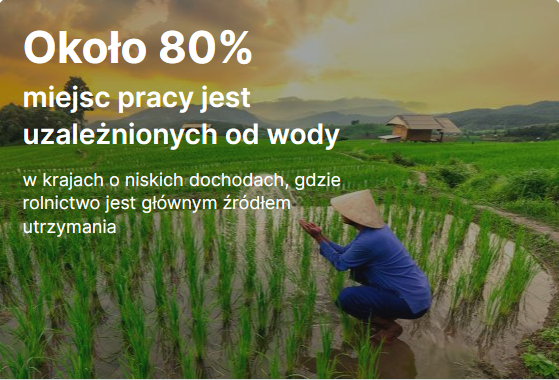 Około 80%
miejsc pracy jest
uzależnionych od wody
w krajach o niskich dochodach, gdzie
rolnictwo jest głównym źródłem
utrzymania